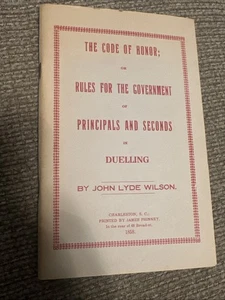 THE CODE OF HONOR;
OR
RULES FOR THE GOVERNMENT
OF
PRINCIPALS AND SECONDS
IN
DUELLING
BY JOHN LYDE WILSON.
CHARLESTON, S. C.
PRINTED BY JAMES PHINNEY,
1858.